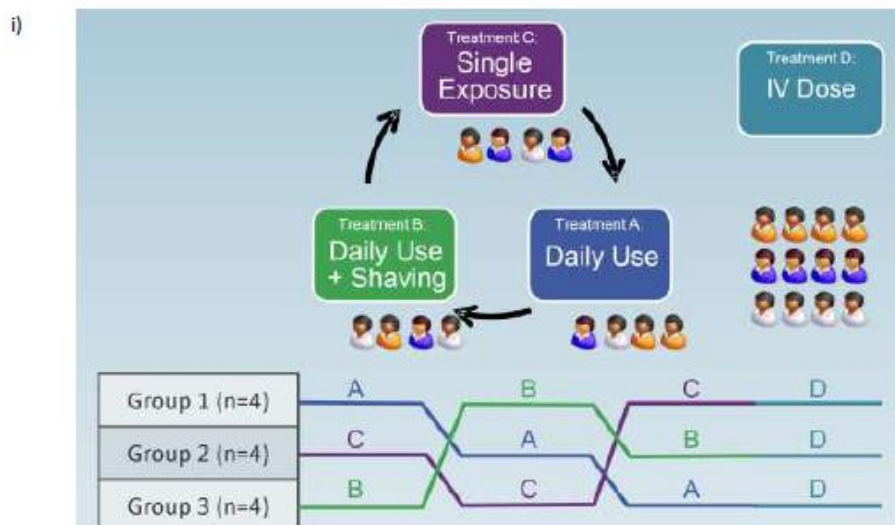 i)
Treatment C:
Single
Exposure
Treatment D:
IV Dose
Treatment B:
Daily Use
+ Shaving
Treatment A:
Daily Use
Group 1 (n=4) A B C D
Group 2 (n=4) C A B D
Group 3 (n=4) B C A D